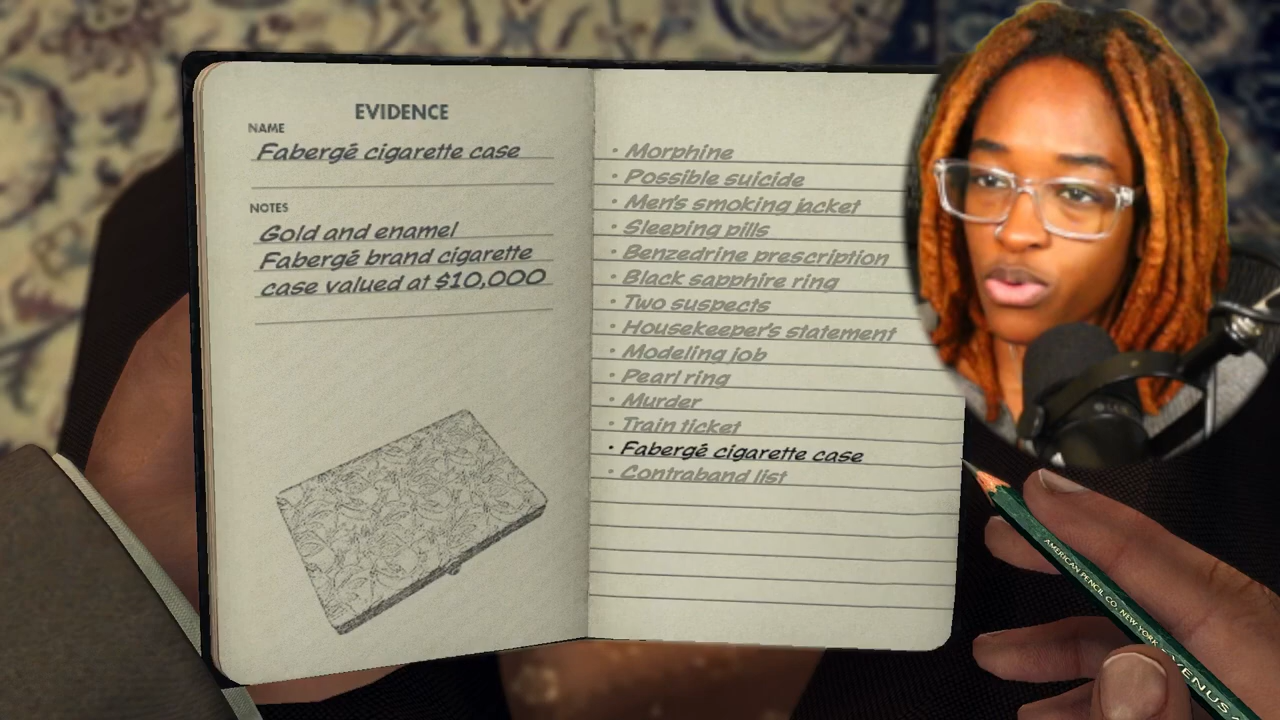 EVIDENCE
NAME
Fabergé cigarette case
NOTES
Gold and enamel
Fabergé brand cigarette
case valued at $10,000
• Morphine
• Possible suicide
• Men's smoking jacket
• Sleeping pills
• Benzedrine prescription
• Black sapphire ring
• Two suspects
• Housekeeper's statement
• Modeling job
• Pearl ring
• Murder
• Train ticket
• Fabergé cigarette case
• Contraband list
AMERICAN PENCIL CO. NEW YORK VENUS